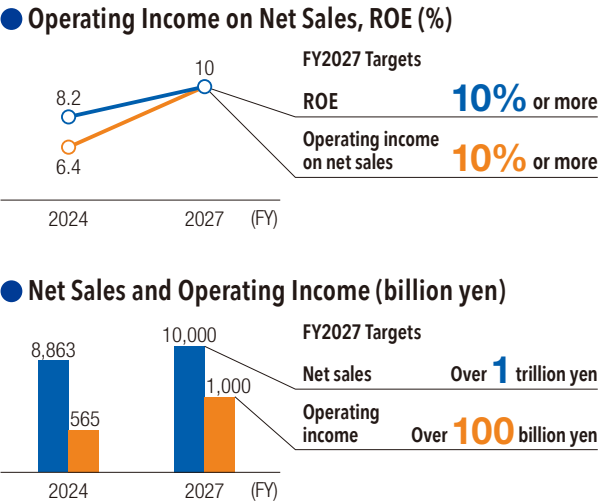 Operating Income on Net Sales, ROE (%)
10
8.2
6.4
2024 2027 (FY)
FY2027 Targets
ROE 10% or more
Operating income
on net sales 10% or more
Net Sales and Operating Income (billion yen)
10,000
8,863
1,000
565
2024 2027 (FY)
FY2027 Targets
Net sales Over 1 trillion yen
Operating
income Over 100 billion yen